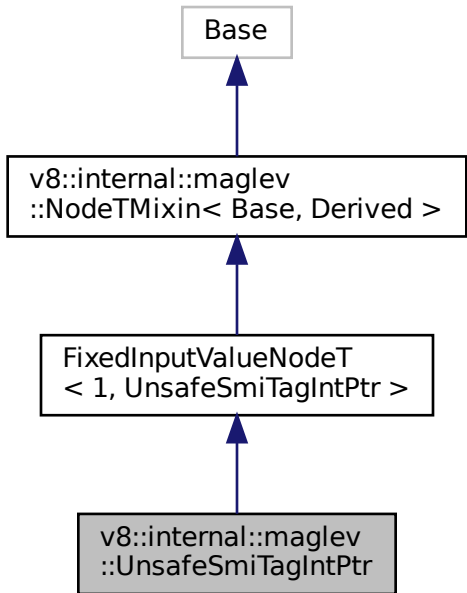 Base
v8::internal::maglev
::NodeTMixin< Base, Derived >
FixedInputValueNodeT
< 1, UnsafeSmiTagIntPtr >
v8::internal::maglev
::UnsafeSmiTagIntPtr